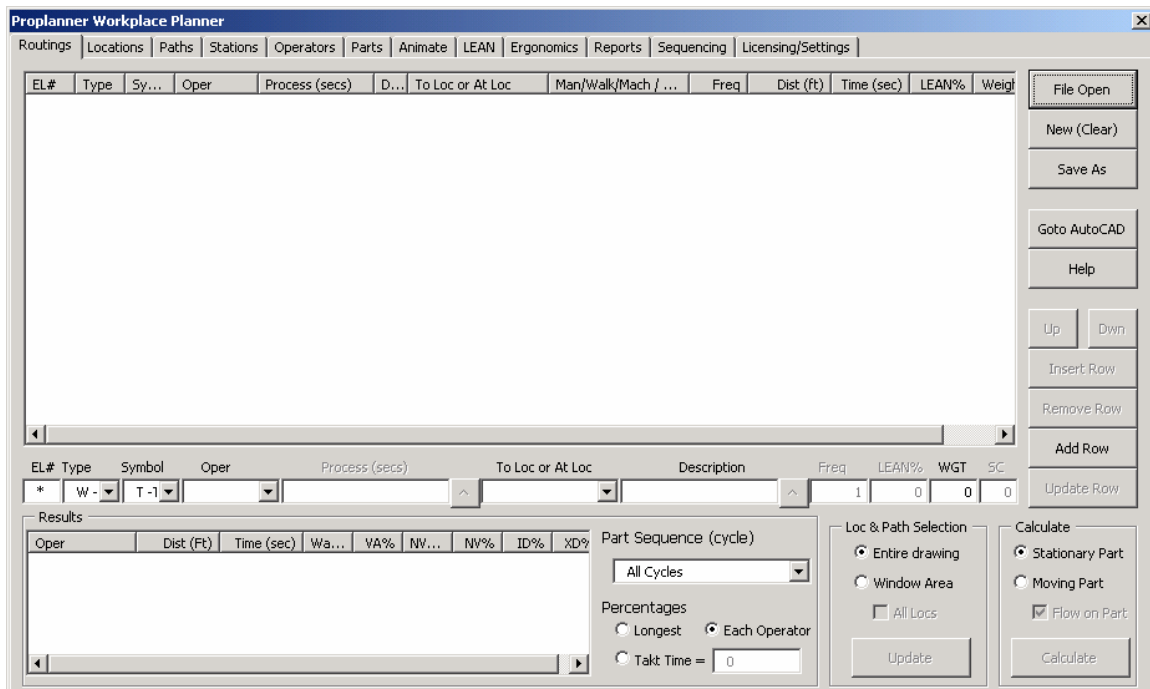 Proplanner Workplace Planner
Routings Locations Paths Stations Operators Parts Animate LEAN Ergonomics Reports Sequencing Licensing/Settings
EL# Type Sy... Oper Process (secs) D... To Loc or At Loc Man/Walk/Mach / ... Freq Dist (ft) Time (sec) LEAN% Weigh
File Open
New (Clear)
Save As
Goto AutoCAD
Help
Up Dwn
Insert Row
Remove Row
Add Row
Update Row
EL# Type Symbol Oper Process (secs) To Loc or At Loc Description Freq LEAN% WGT SC
* W - T -T 1 0 0 0
Results
Oper Dist (Ft) Time (sec) Wa... VA% NV... NV% ID% XD%
Part Sequence (cycle)
All Cycles
Percentages
Longest Each Operator
Takt Time = 0
Loc & Path Selection
Entire drawing
Window Area
All Locs
Update
Calculate
Stationary Part
Moving Part
Flow on Part
Calculate